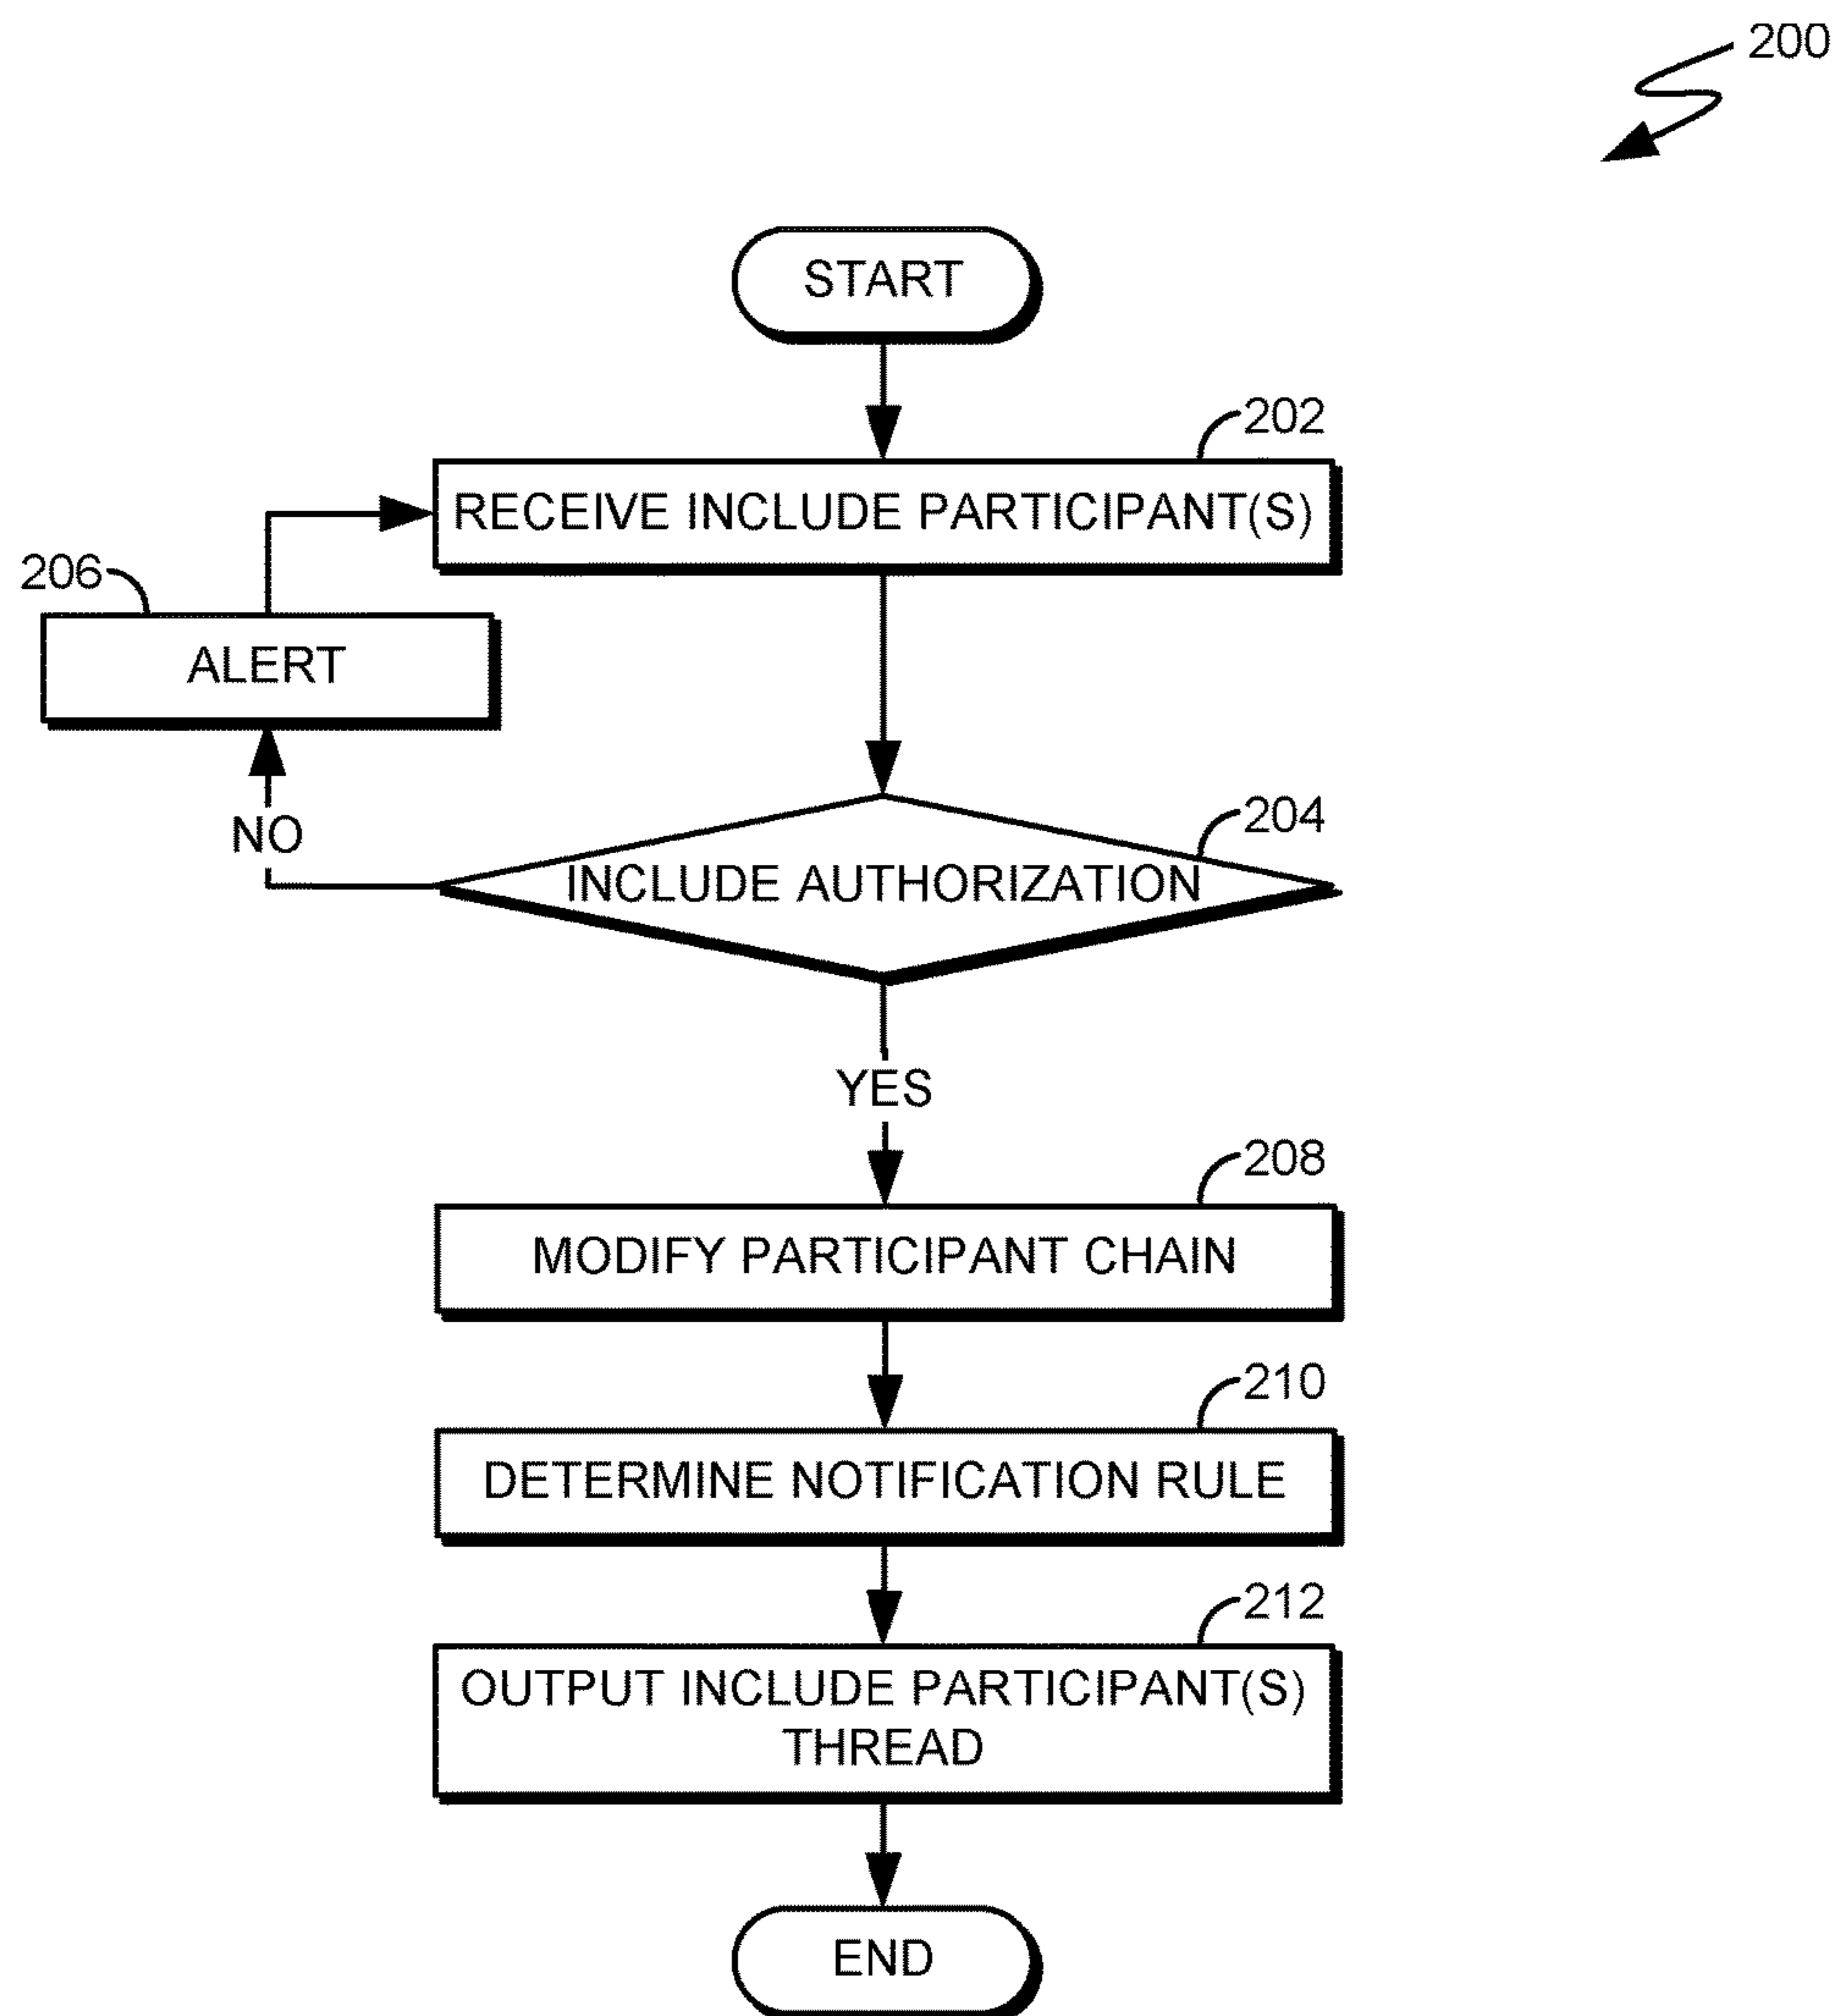 200
START
202
RECEIVE INCLUDE PARTICIPANT(S)
206
ALERT
NO
204
INCLUDE AUTHORIZATION
YES
208
MODIFY PARTICIPANT CHAIN
210
DETERMINE NOTIFICATION RULE
212
OUTPUT INCLUDE PARTICIPANT(S)
THREAD
END